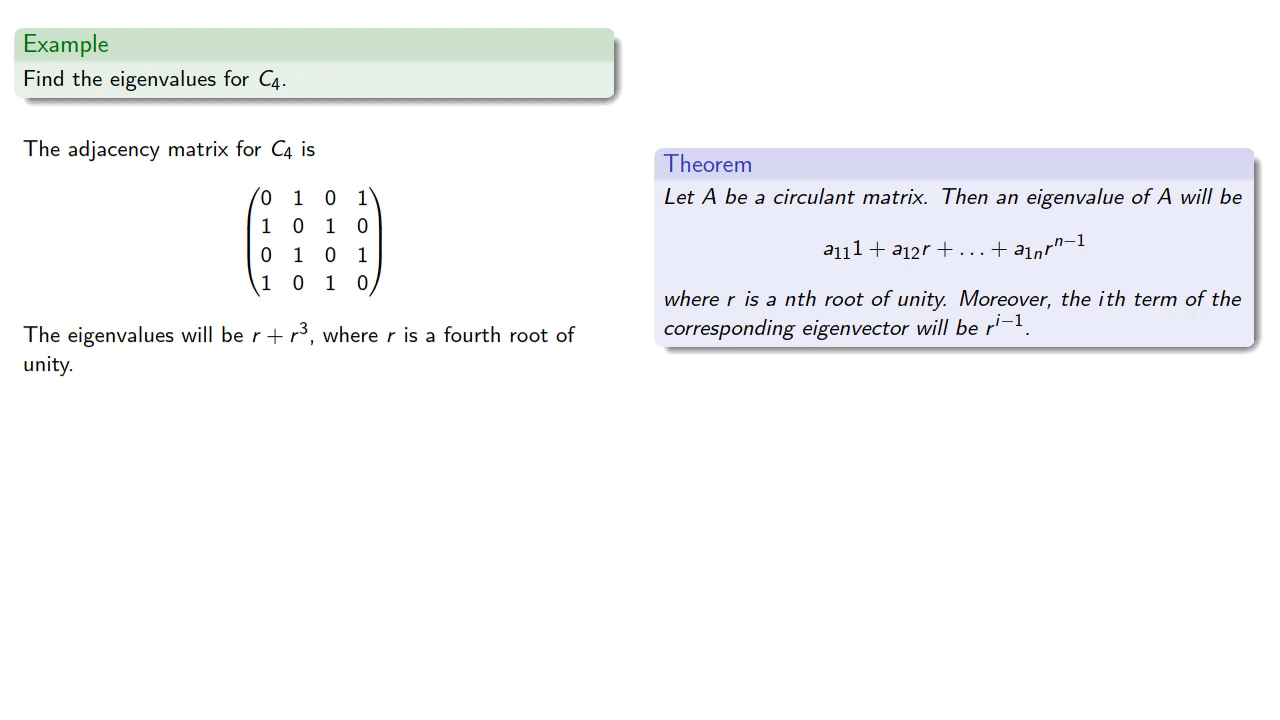 Example
Find the eigenvalues for C₄.
The adjacency matrix for C₄ is
0 1 0 1
1 0 1 0
0 1 0 1
1 0 1 0
The eigenvalues will be r + r³, where r is a fourth root of
unity.
Theorem
Let A be a circulant matrix. Then an eigenvalue of A will be
a₁₁1 + a₁₂r + . . . + a₁ₙrⁿ⁻¹
where r is a nth root of unity. Moreover, the ith term of the
corresponding eigenvector will be rⁱ⁻¹.